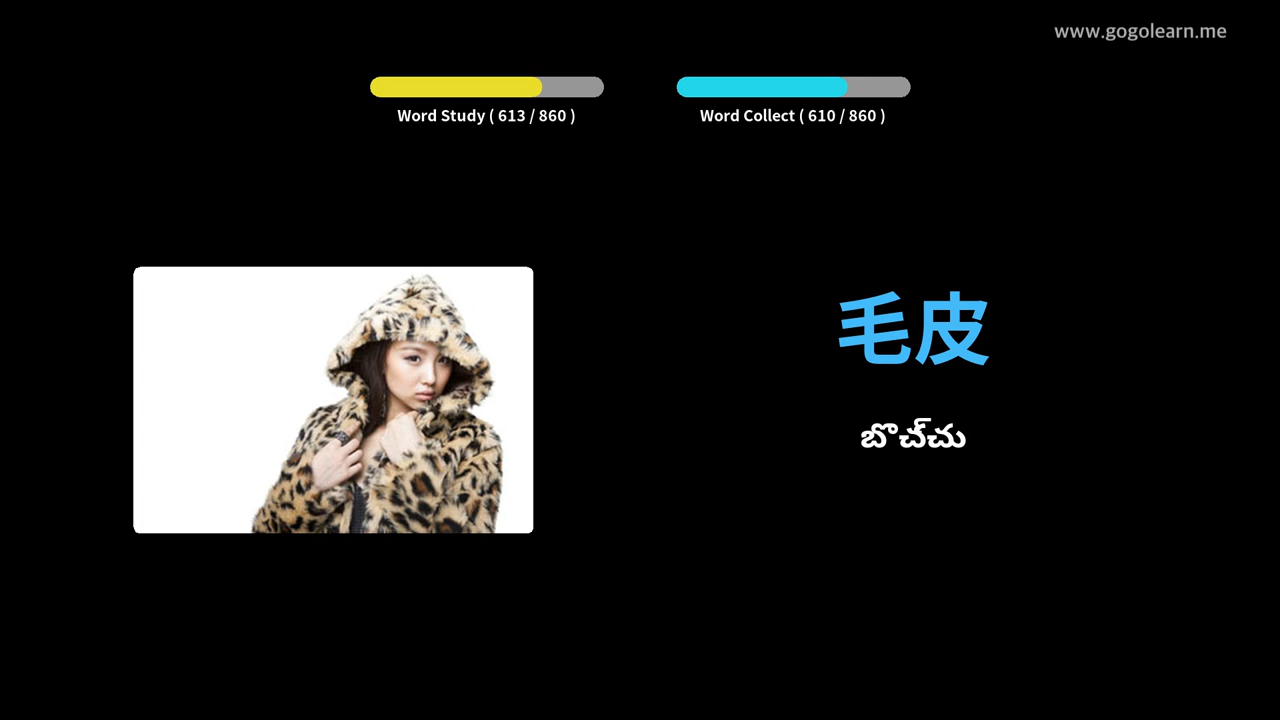 www.gogolearn.me
Word Study ( 613 / 860 )
Word Collect ( 610 / 860 )
毛皮
బొచ్‌చు